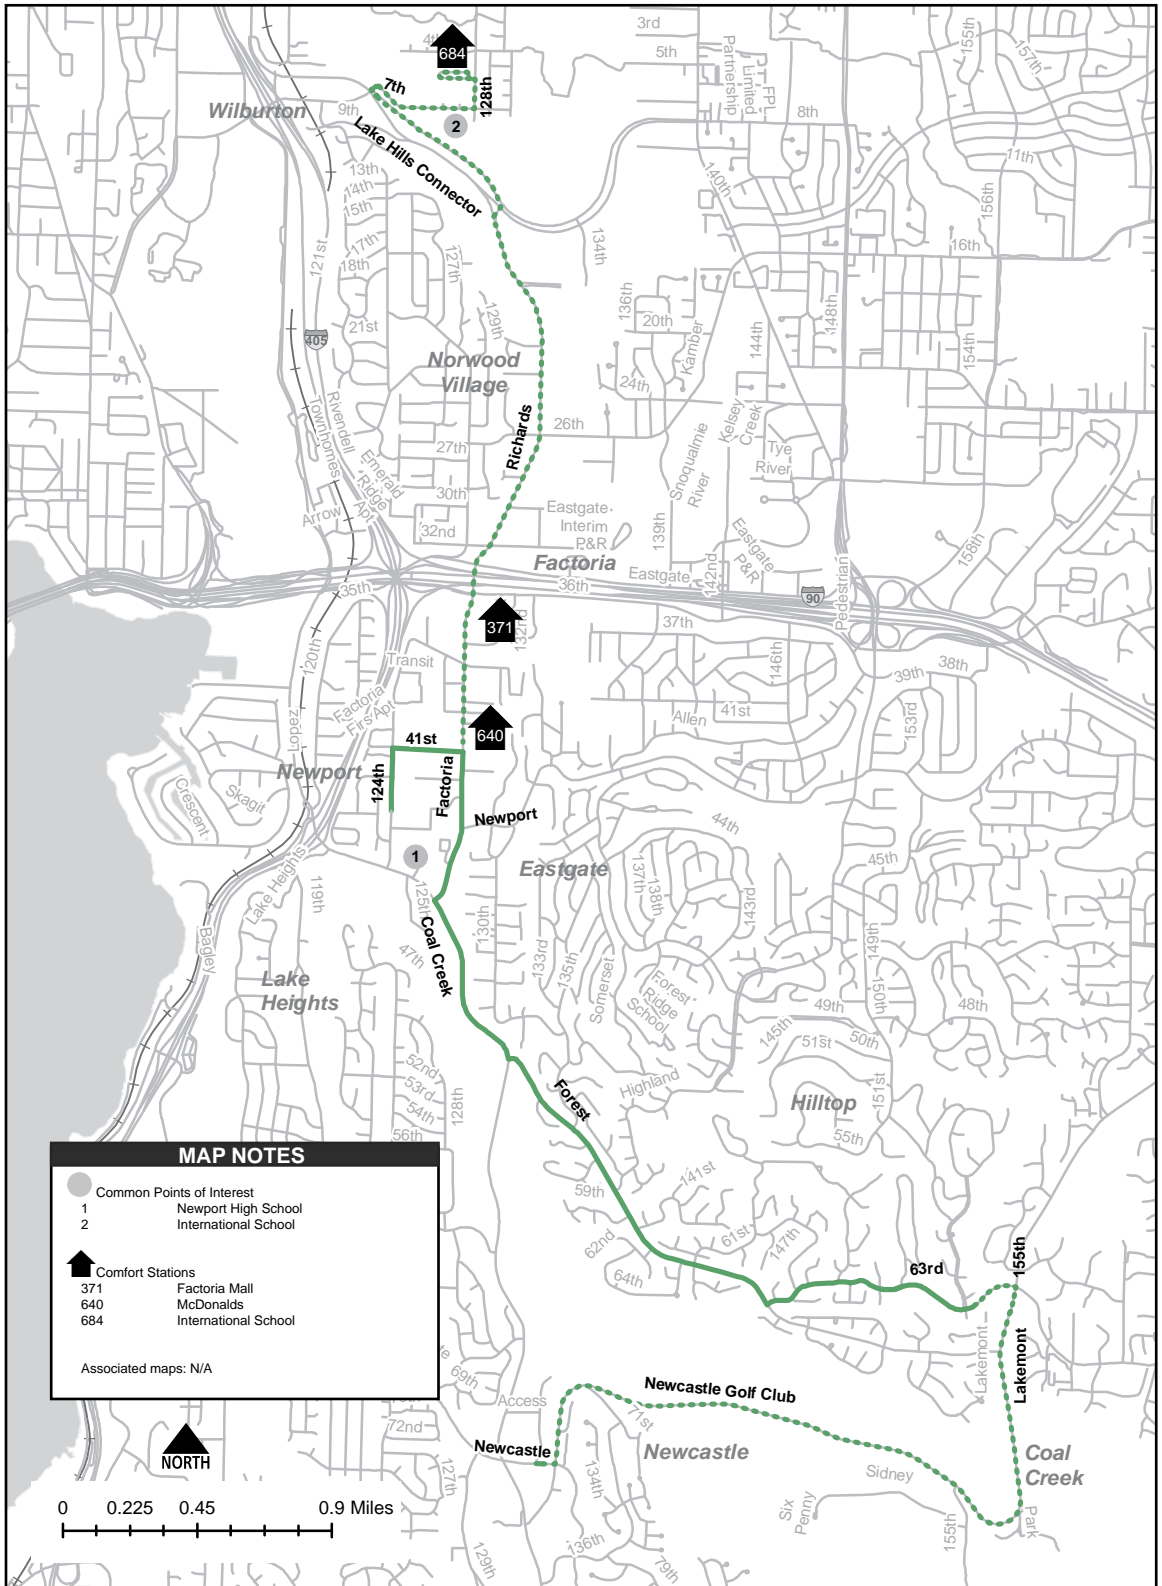 3rd
4th
684
5th
155th
157th
Partnership
Limited
FPI
7th
128th
Wilburton
9th
2
8th
Lake Hills Connector
11th
13th
14th
15th
140th
156th
17th
18th
121st
127th
134th
16th
129th
136th
20th
148th
21st
405
Kamber
144th
154th
Norwood
Village
24th
Rivendell
Townhomes
Richards
26th
Kelsey
Creek
27th
Snoqualmie
River
Tye
River
Emerald
Ridge
Apt
30th
Arrow
32nd
Eastgate
Interim
P&R
139th
Eastgate
P&R
158th
Factoria
Eastgate
142nd
36th
35th
90
Pedestrian
371
132nd
37th
120th
Transit
146th
38th
39th
Factoria
Firs Apt
Lopez
640
Allen
41st
153rd
41st
Newport
124th
Factoria
Crescent
Skagit
Newport
44th
1
Eastgate
45th
Lake Heights
119th
125th
137th
138th
143rd
130th
Coal Creek
Bagley
47th
133rd
135th
149th
Lake
Heights
Somerset
Forest
Ridge
School
150th
49th
48th
145th
51st
50th
52nd
53rd
54th
128th
Forest
Highland
151st
Hilltop
55th
56th
MAP NOTES
Common Points of Interest
1 Newport High School
2 International School
Comfort Stations
371 Factoria Mall
640 McDonalds
684 International School
Associated maps: N/A
141st
59th
61st
62nd
147th
64th
63rd
155th
Lakemont
Lakemont
69th
Access
Newcastle Golf Club
71st
72nd
Newcastle
Newcastle
Coal
Creek
NORTH
127th
134th
Sidney
Six
Penny
155th
Park
0 0.225 0.45 0.9 Miles
129th
136th
79th